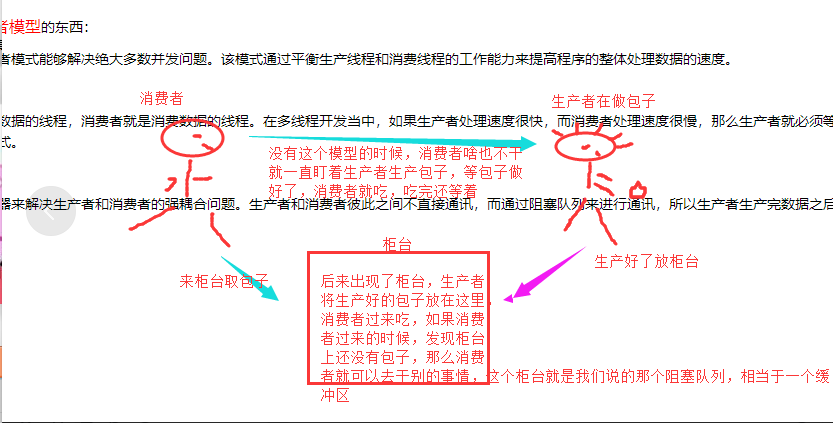 者模型的东西：
者模式能够解决绝大多数并发问题。该模式通过平衡生产线程和消费线程的工作能力来提高程序的整体处理数据的速度。
消费者
生产者在做包子
数据的线程，消费者就是消费数据的线程。在多线程开发当中，如果生产者处理速度很快，而消费者处理速度很慢，那么生产者就必须等
式。
没有这个模型的时候，消费者啥也不干
就一直盯着生产者生产包子，等包子做
好了，消费者就吃，吃完还等着
器来解决生产者和消费者的强耦合问题。生产者和消费者彼此之间不直接通讯，而通过阻塞队列来进行通讯，所以生产者生产完数据之后
柜台
生产好了放柜台
来柜台取包子
后来出现了柜台，生产者
将生产好的包子放在这里
消费者过来吃，如果消费
者过来的时候，发现柜台
上还没有包子，那么消费
者就可以去干别的事情，这个柜台就是我们说的那个阻塞队列，相当于一个缓
冲区